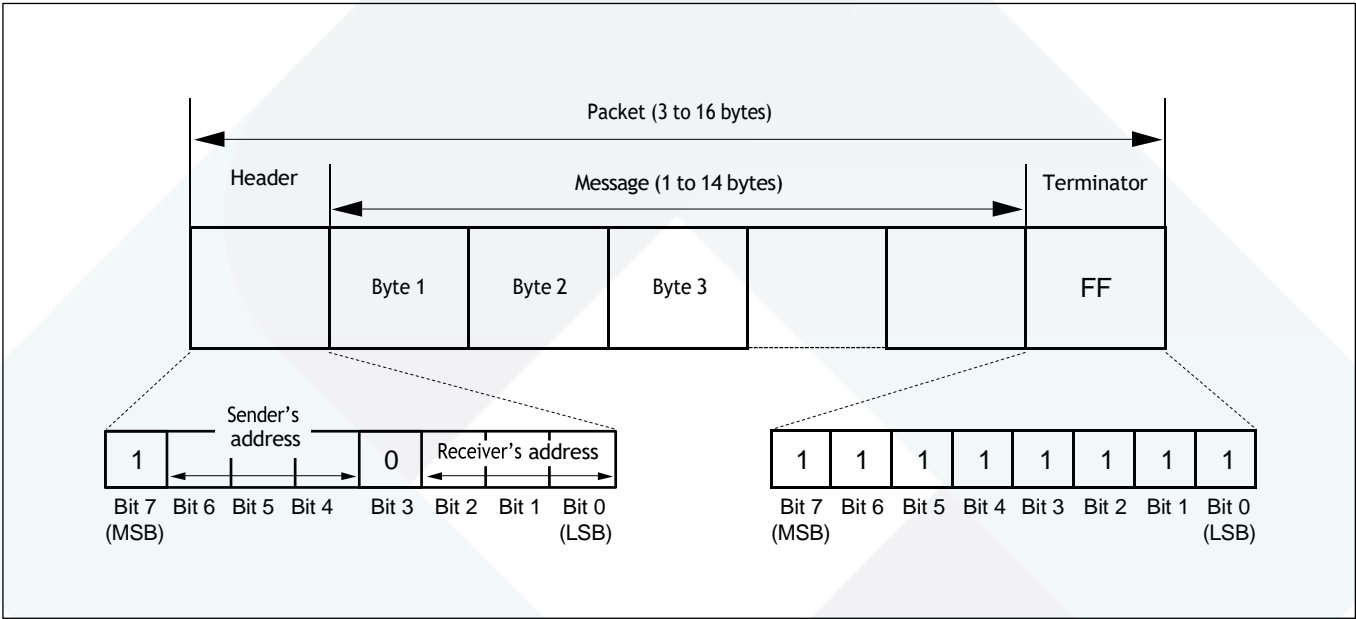 Packet (3 to 16 bytes)
Header
Message (1 to 14 bytes)
Terminator
Byte 1
Byte 2
Byte 3
FF
Sender's
address
1
0
Receiver's address
Bit 7
(MSB)
Bit 6
Bit 5
Bit 4
Bit 3
Bit 2
Bit 1
Bit 0
(LSB)
1 1 1 1 1 1 1 1
Bit 7
(MSB)
Bit 6
Bit 5
Bit 4
Bit 3
Bit 2
Bit 1
Bit 0
(LSB)